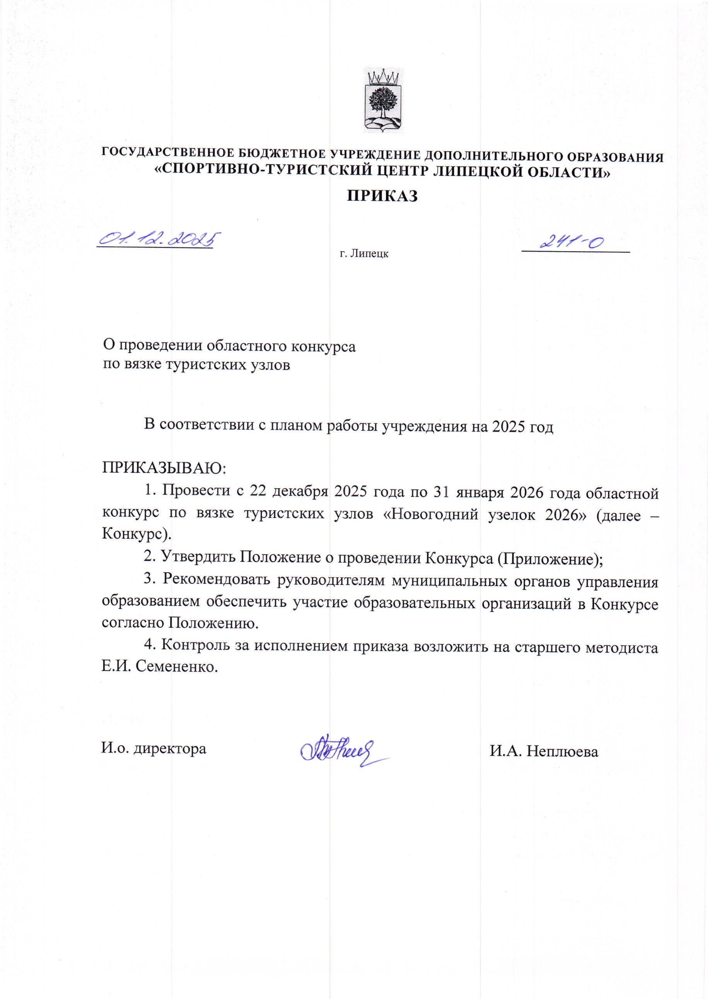 ГОСУДАРСТВЕННОЕ БЮДЖЕТНОЕ УЧРЕЖДЕНИЕ ДОПОЛНИТЕЛЬНОГО ОБРАЗОВАНИЯ
«СПОРТИВНО-ТУРИСТСКИЙ ЦЕНТР ЛИПЕЦКОЙ ОБЛАСТИ»
ПРИКАЗ
01.12.2025
241-О
г. Липецк
О проведении областного конкурса
по вязке туристских узлов
В соответствии с планом работы учреждения на 2025 год
ПРИКАЗЫВАЮ:
1. Провести с 22 декабря 2025 года по 31 января 2026 года областной
конкурс по вязке туристских узлов «Новогодний узелок 2026» (далее –
Конкурс).
2. Утвердить Положение о проведении Конкурса (Приложение);
3. Рекомендовать руководителям муниципальных органов управления
образованием обеспечить участие образовательных организаций в Конкурсе
согласно Положению.
4. Контроль за исполнением приказа возложить на старшего методиста
Е.И. Семененко.
И.о. директора
И.А. Неплюева